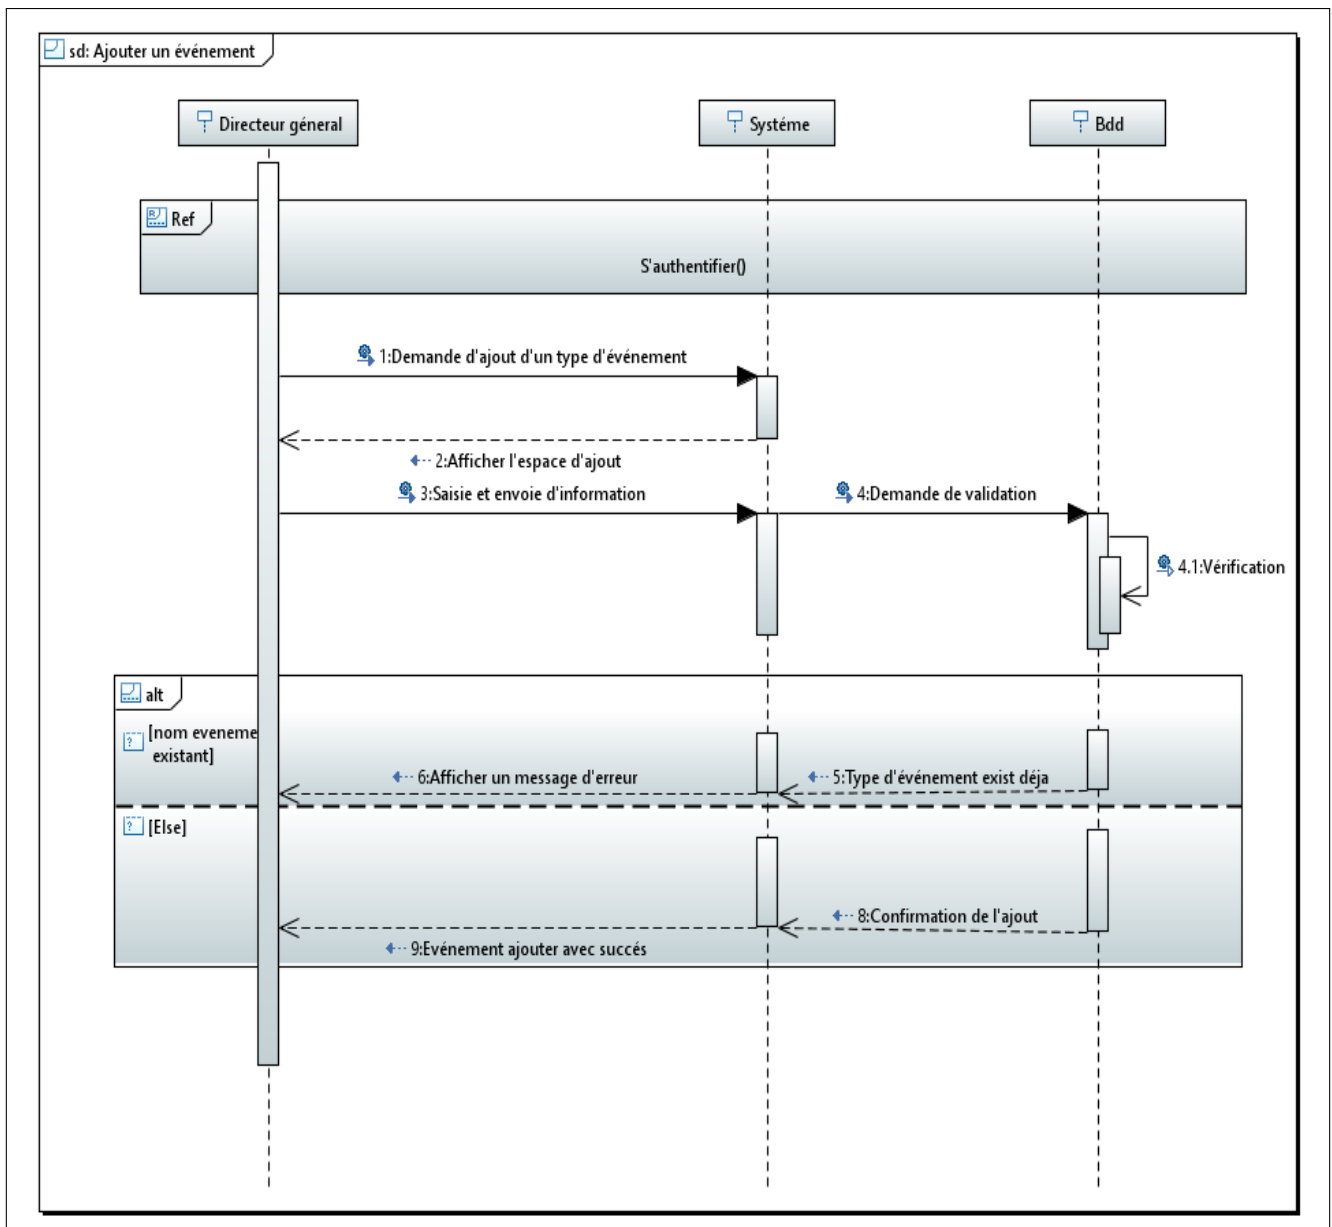 sd: Ajouter un événement
Directeur géneral
Systéme
Bdd
Ref
S'authentifier()
1:Demande d'ajout d'un type d'événement
2:Afficher l'espace d'ajout
3:Saisie et envoie d'information
4:Demande de validation
4.1:Vérification
alt
[nom eveneme
existant]
6:Afficher un message d'erreur
5:Type d'événement exist déja
[Else]
8:Confirmation de l'ajout
9:Evénement ajouter avec succés